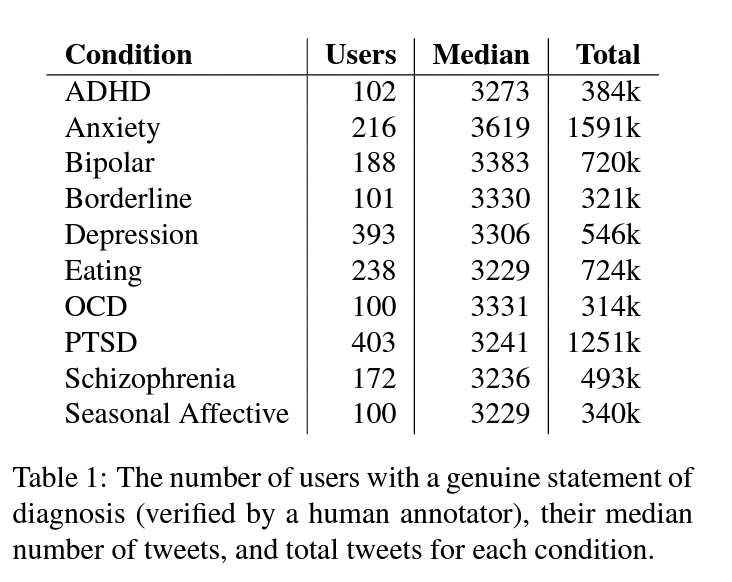 Condition Users Median Total
ADHD 102 3273 384k
Anxiety 216 3619 1591k
Bipolar 188 3383 720k
Borderline 101 3330 321k
Depression 393 3306 546k
Eating 238 3229 724k
OCD 100 3331 314k
PTSD 403 3241 1251k
Schizophrenia 172 3236 493k
Seasonal Affective 100 3229 340k
Table 1: The number of users with a genuine statement of
diagnosis (verified by a human annotator), their median
number of tweets, and total tweets for each condition.